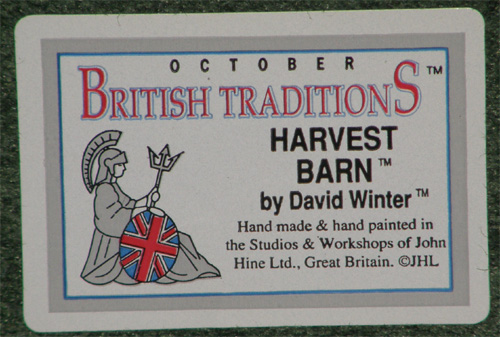 OCTOBER
BRITISH TRADITIONS™
HARVEST
BARN™
by David Winter™
Hand made & hand painted in
the Studios & Workshops of John
Hine Ltd., Great Britain. ©JHL